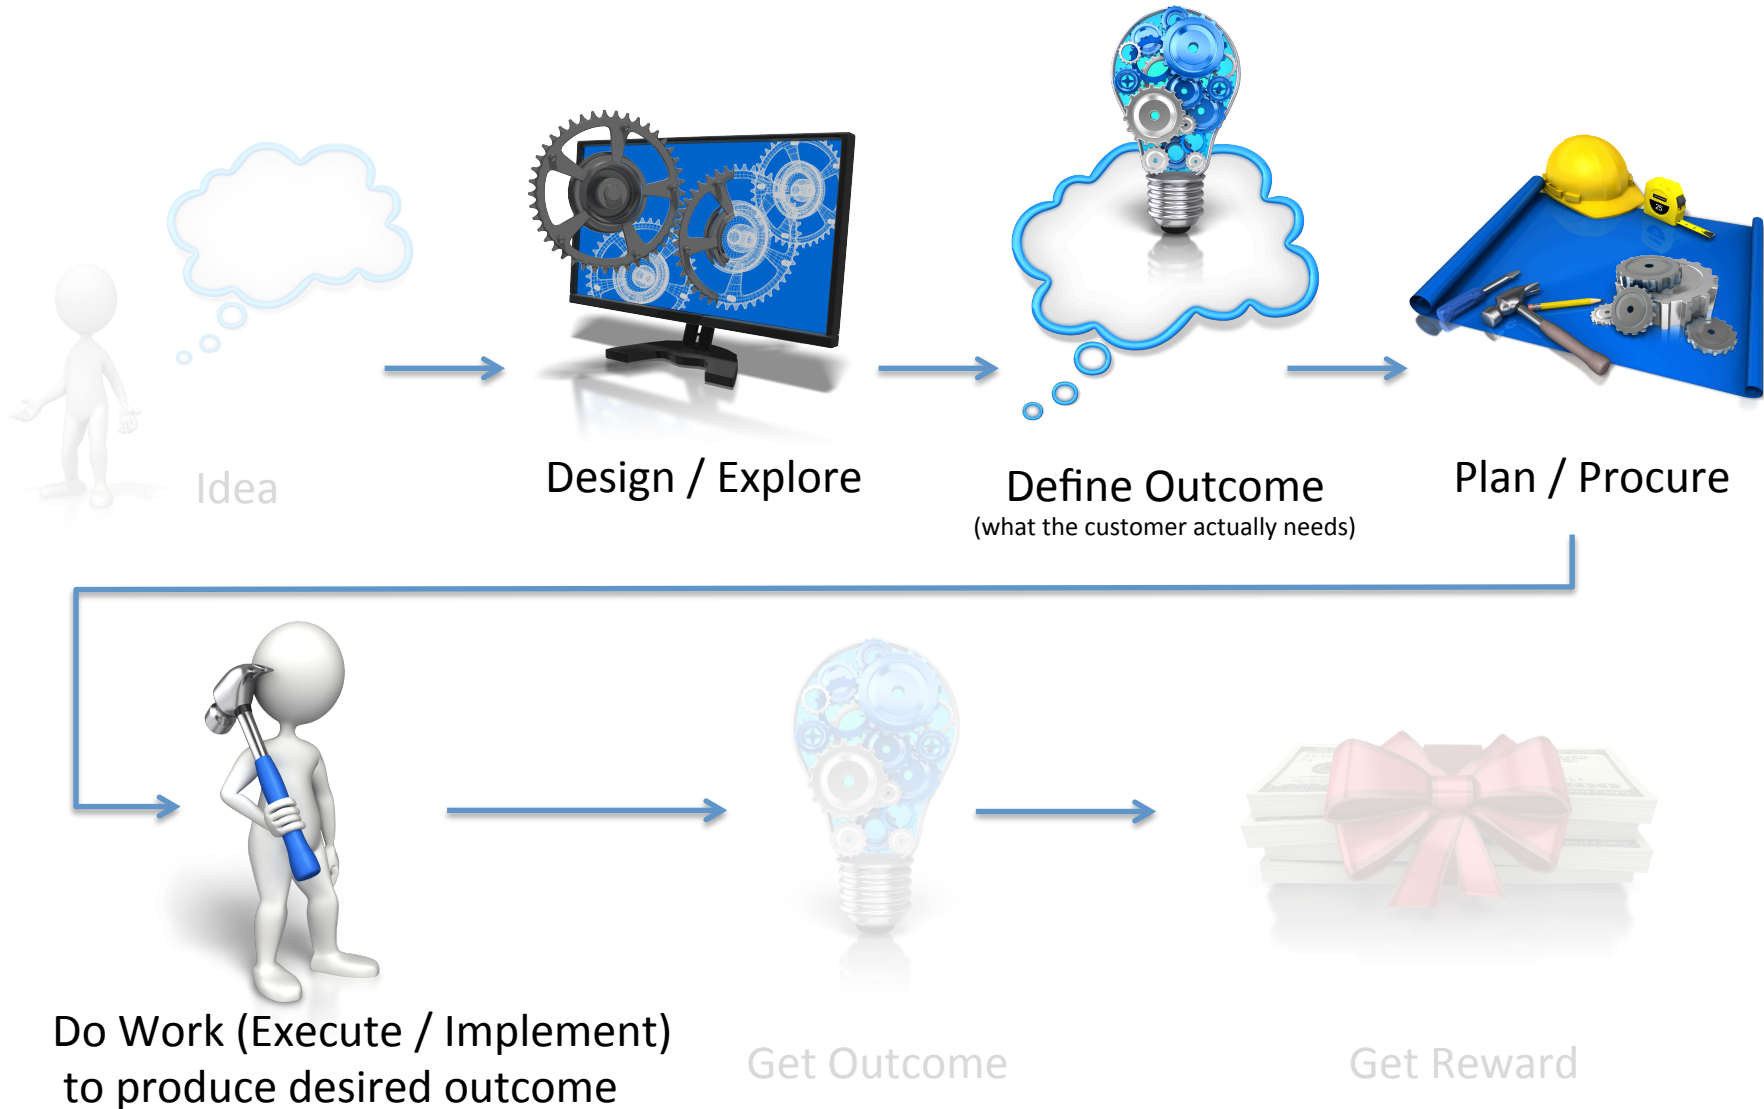 Idea
Design / Explore
Define Outcome
(what the customer actually needs)
Plan / Procure
Do Work (Execute / Implement)
to produce desired outcome
Get Outcome
Get Reward